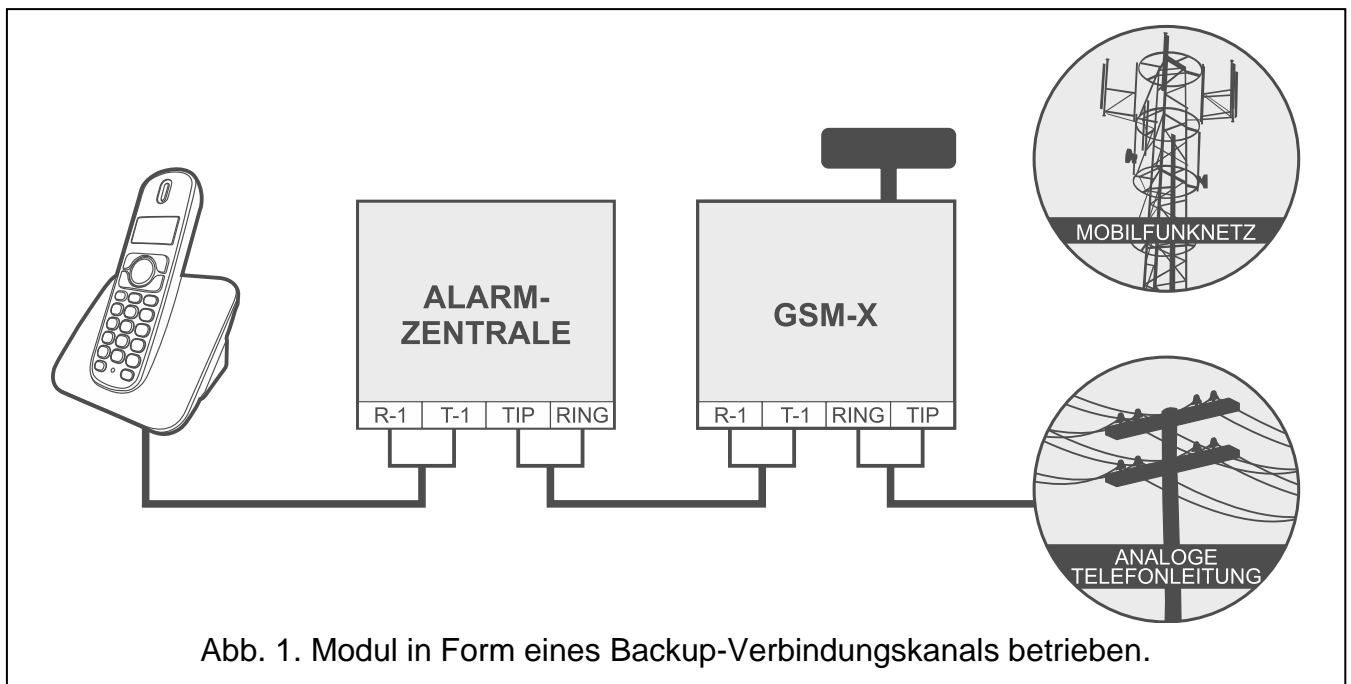 ALARM-
ZENTRALE
R-1 T-1 TIP RING
GSM-X
R-1 T-1 RING TIP
MOBILFUNKNETZ
ANALOGE
TELEFONLEITUNG
Abb. 1. Modul in Form eines Backup-Verbindungskanals betrieben.